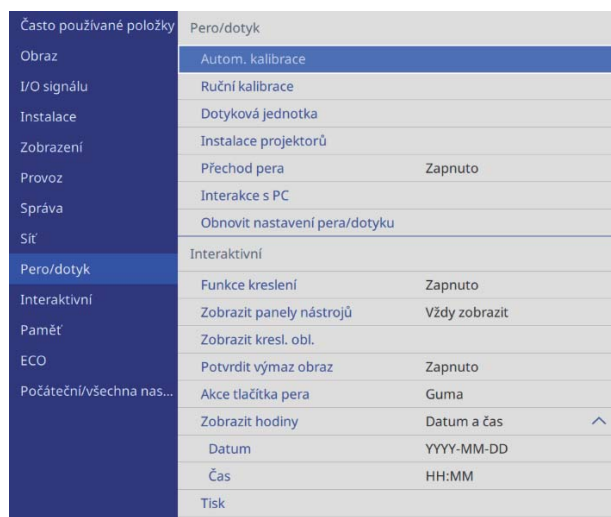 Často používané položky
Obraz
I/O signálu
Instalace
Zobrazení
Provoz
Správa
Síť
Pero/dotyk
Interaktivní
Paměť
ECO
Počáteční/všechna nas...
Pero/dotyk
Autom. kalibrace
Ruční kalibrace
Dotyková jednotka
Instalace projektorů
Přechod pera Zapnuto
Interakce s PC
Obnovit nastavení pera/dotyku
Interaktivní
Funkce kreslení Zapnuto
Zobrazit panely nástrojů Vždy zobrazit
Zobrazit kresl. obl.
Potvrdit výmaz obraz Zapnuto
Akce tlačítka pera Guma
Zobrazit hodiny Datum a čas
Datum YYYY-MM-DD
Čas HH:MM
Tisk